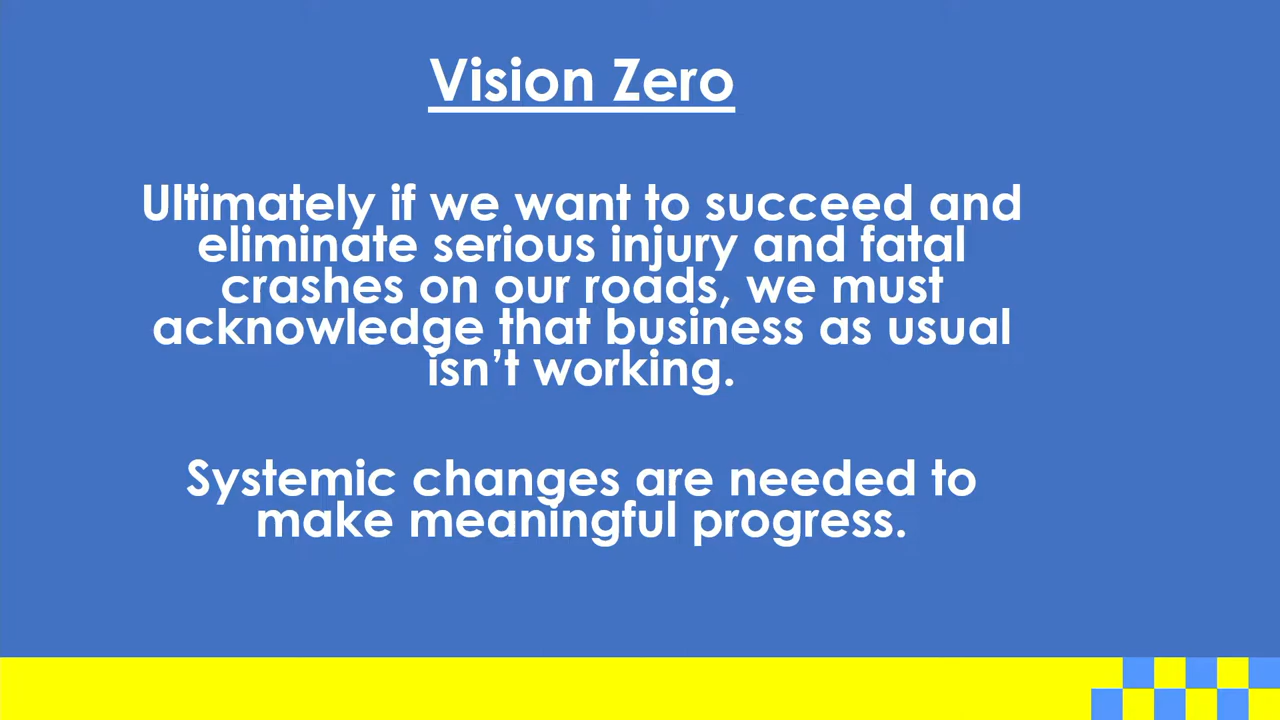 Vision Zero
Ultimately if we want to succeed and
eliminate serious injury and fatal
crashes on our roads, we must
acknowledge that business as usual
isn’t working.
Systemic changes are needed to
make meaningful progress.